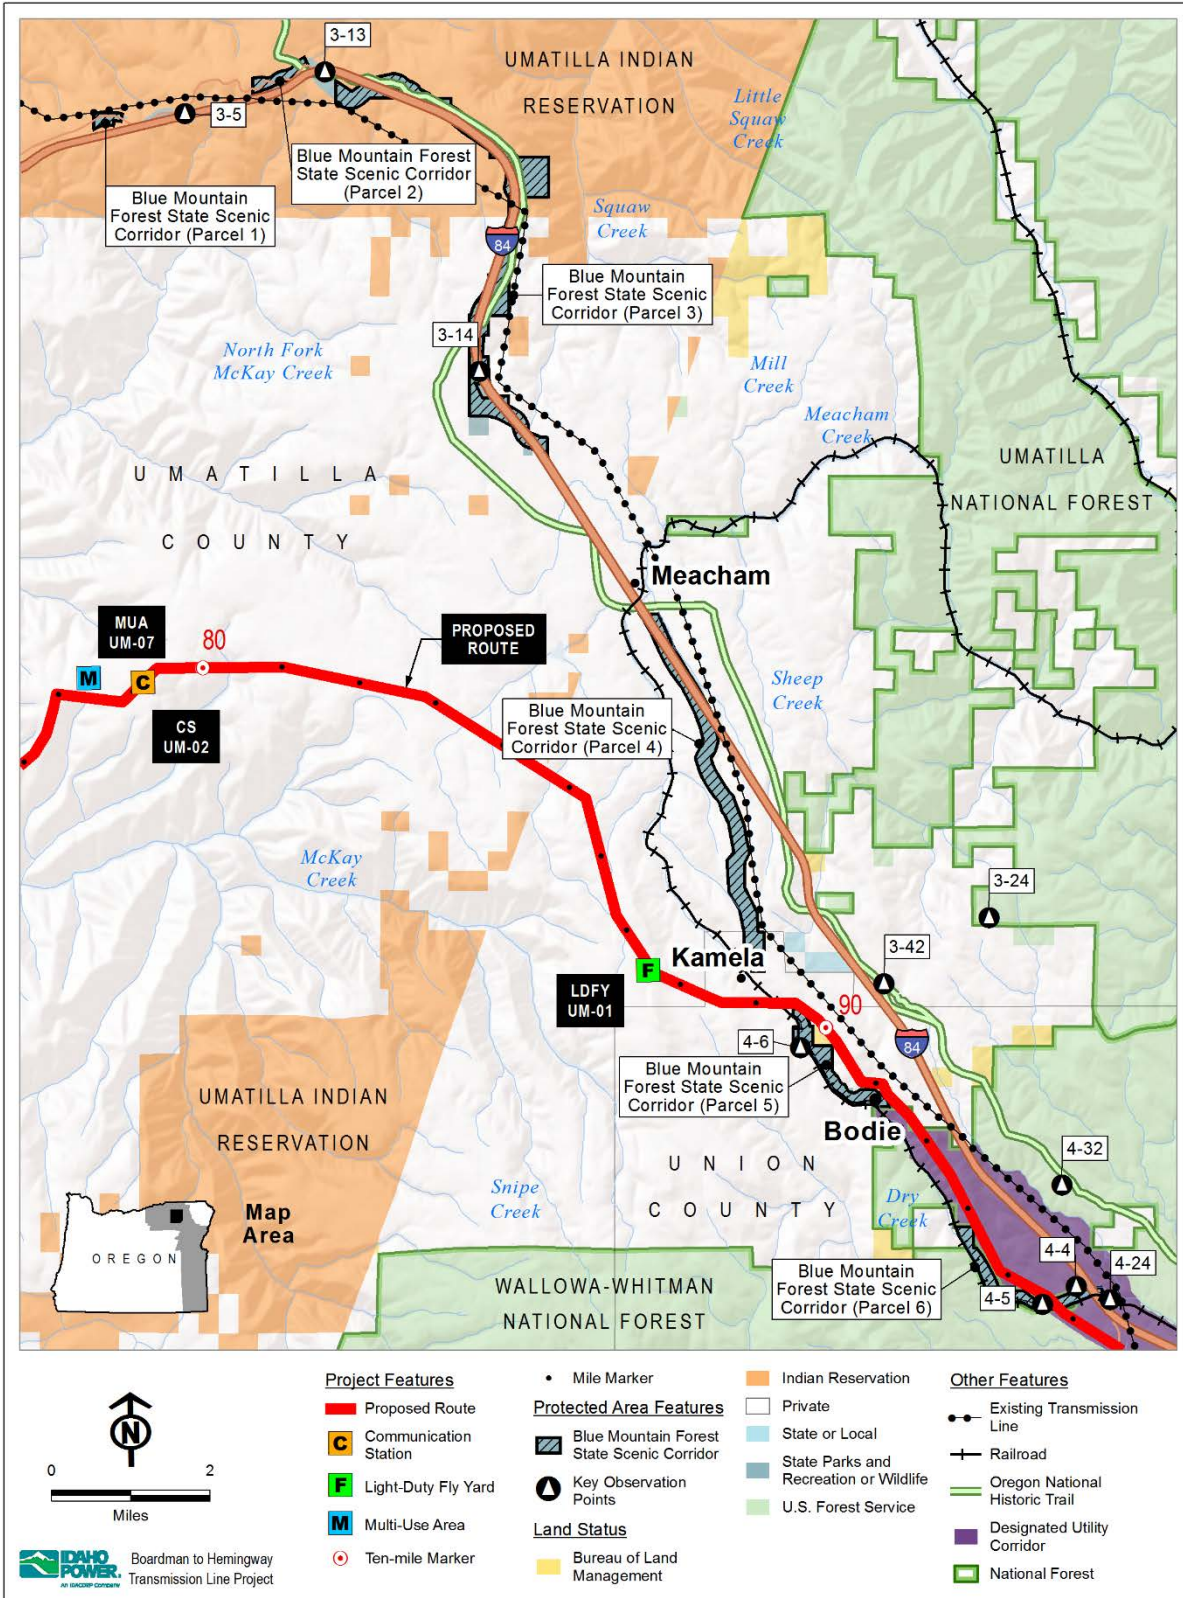 3-13
UMATILLA INDIAN
RESERVATION
Little
Squaw
Creek
3-5
Blue Mountain Forest
State Scenic Corridor
(Parcel 2)
Blue Mountain
Forest State Scenic
Corridor (Parcel 1)
Squaw
Creek
84
Blue Mountain
Forest State Scenic
Corridor (Parcel 3)
3-14
North Fork
McKay Creek
Mill
Creek
Meacham
Creek
UMATILLA
COUNTY
UMATILLA
NATIONAL FOREST
Meacham
MUA
UM-07
80
PROPOSED
ROUTE
M
C
CS
UM-02
Sheep
Creek
Blue Mountain
Forest State Scenic
Corridor (Parcel 4)
McKay
Creek
3-24
3-42
Kamela
F
LDFY
UM-01
90
84
4-6
Blue Mountain
Forest State Scenic
Corridor (Parcel 5)
Bodie
UMATILLA INDIAN
RESERVATION
UNION
COUNTY
4-32
Snipe
Creek
Dry
Creek
Map
Area
OREGON
4-4
4-24
WALLOWA-WHITMAN
NATIONAL FOREST
Blue Mountain
Forest State Scenic
Corridor (Parcel 6)
4-5
N
0 2
Miles
IDAHO
POWER.
An IDACORP Company
Boardman to Hemingway
Transmission Line Project
Project Features
Proposed Route
C Communication
Station
F Light-Duty Fly Yard
M Multi-Use Area
Ten-mile Marker
Mile Marker
Protected Area Features
Blue Mountain Forest
State Scenic Corridor
Key Observation
Points
Land Status
Bureau of Land
Management
Indian Reservation
Private
State or Local
State Parks and
Recreation or Wildlife
U.S. Forest Service
Other Features
Existing Transmission
Line
Railroad
Oregon National
Historic Trail
Designated Utility
Corridor
National Forest